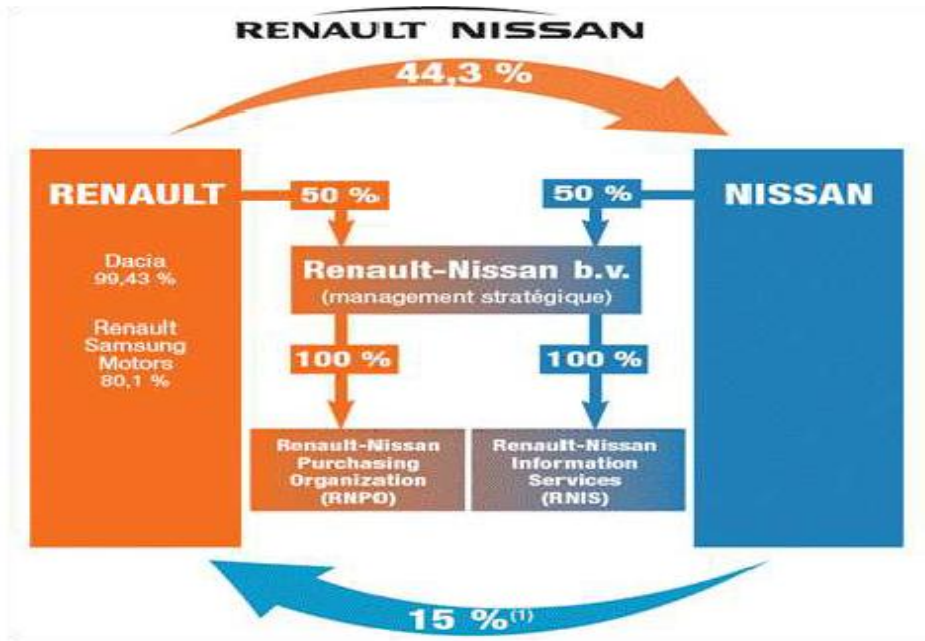 RENAULT NISSAN
44,3 %
RENAULT
Dacia
99,43 %
Renault
Samsung
Motors
80,1 %
50 %
50 %
NISSAN
Renault-Nissan b.v.
(management stratégique)
100 %
100 %
Renault-Nissan
Purchasing
Organization
(RNPO)
Renault-Nissan
Information
Services
(RNIS)
15 %(1)